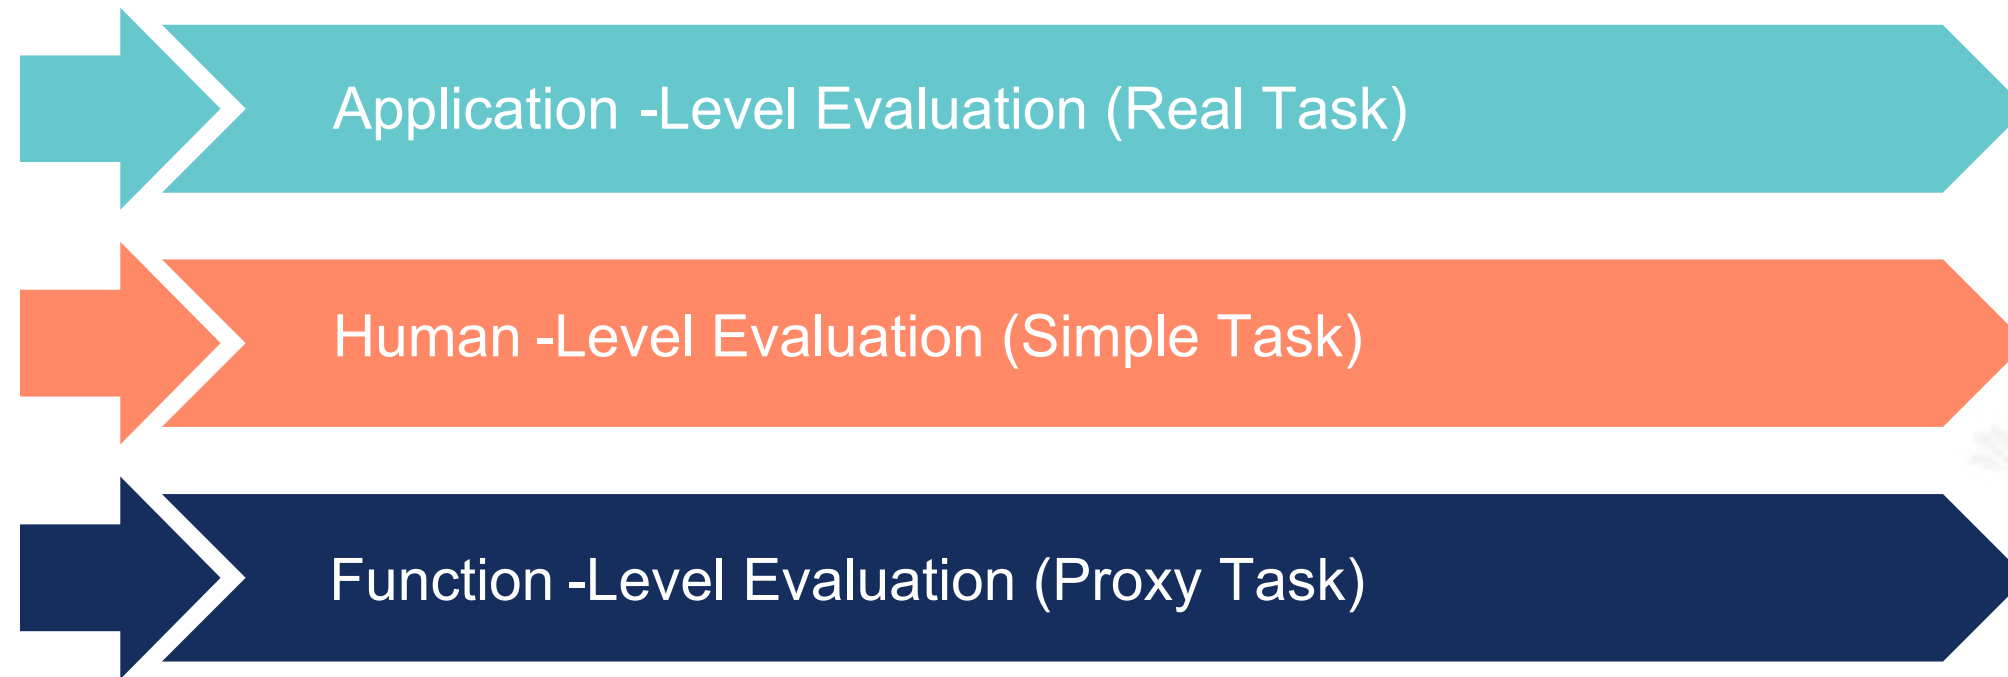 Application -Level Evaluation (Real Task)
Human -Level Evaluation (Simple Task)
Function -Level Evaluation (Proxy Task)